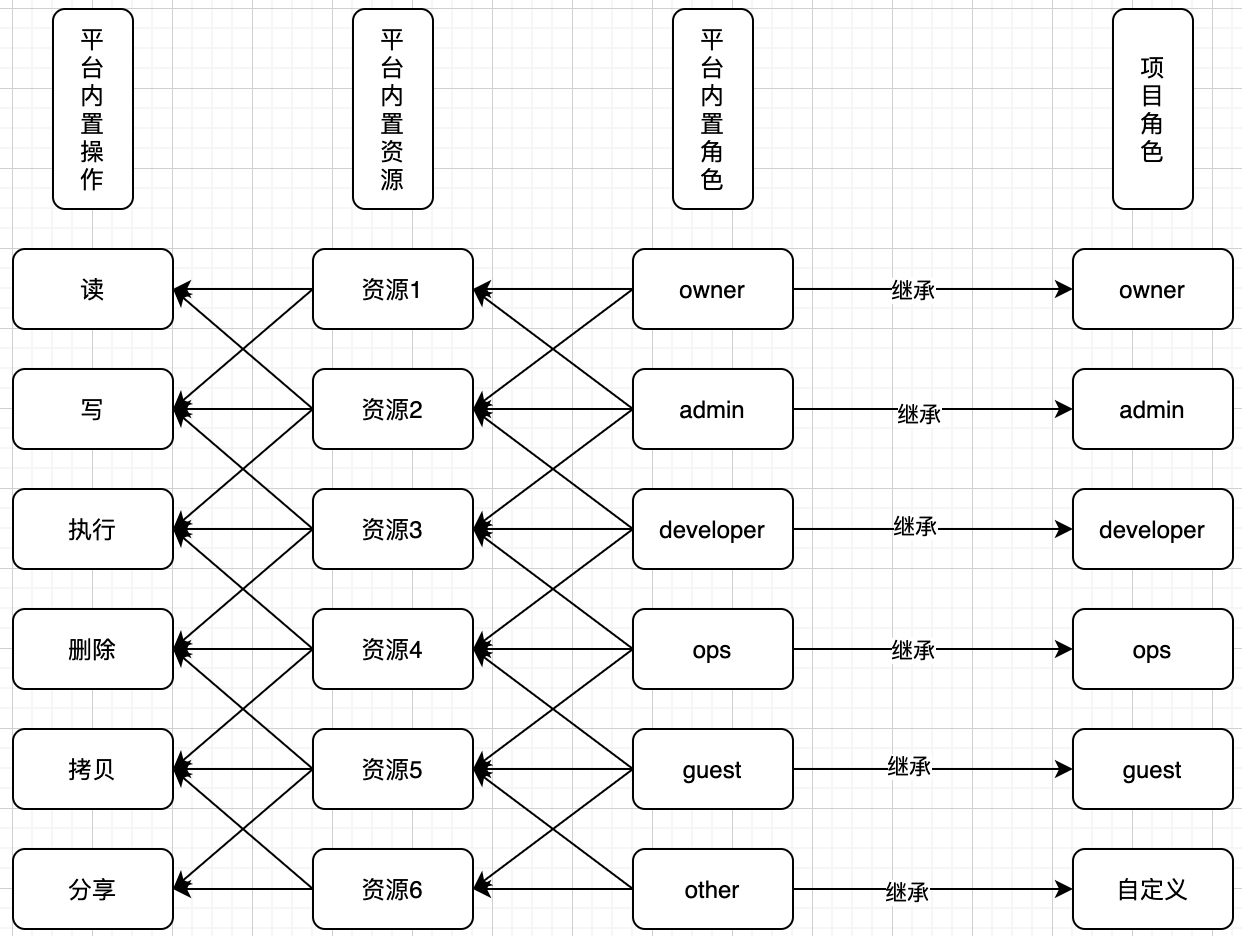 平台内置操作
平台内置资源
平台内置角色
项目角色
读
资源1
owner
继承
owner
写
资源2
admin
继承
admin
执行
资源3
developer
继承
developer
删除
资源4
ops
继承
ops
拷贝
资源5
guest
继承
guest
分享
资源6
other
继承
自定义